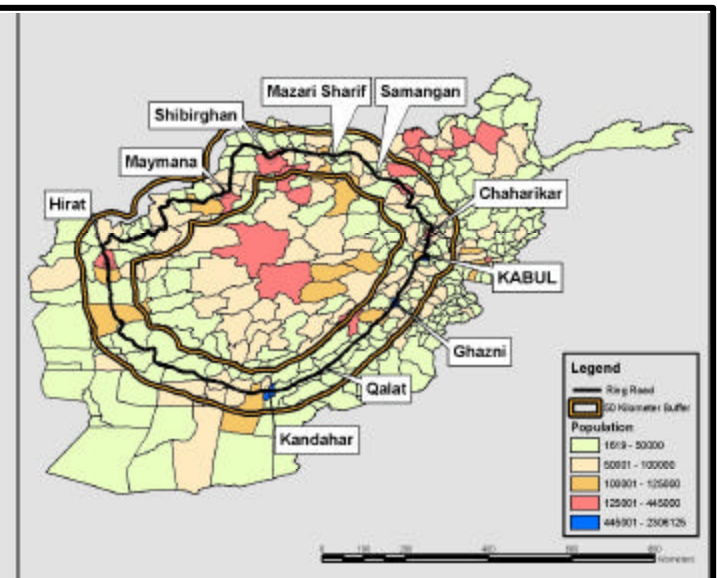 Mazari Sharif
Samangan
Shibirghan
Maymana
Hirat
Chaharikar
KABUL
Ghazni
Qalat
Kandahar
Legend
Ring Road
50 Kilometer Buffer
Population
1619 - 50000
50001 - 100000
100001 - 125000
125001 - 445000
445001 - 2306125
Kilometers